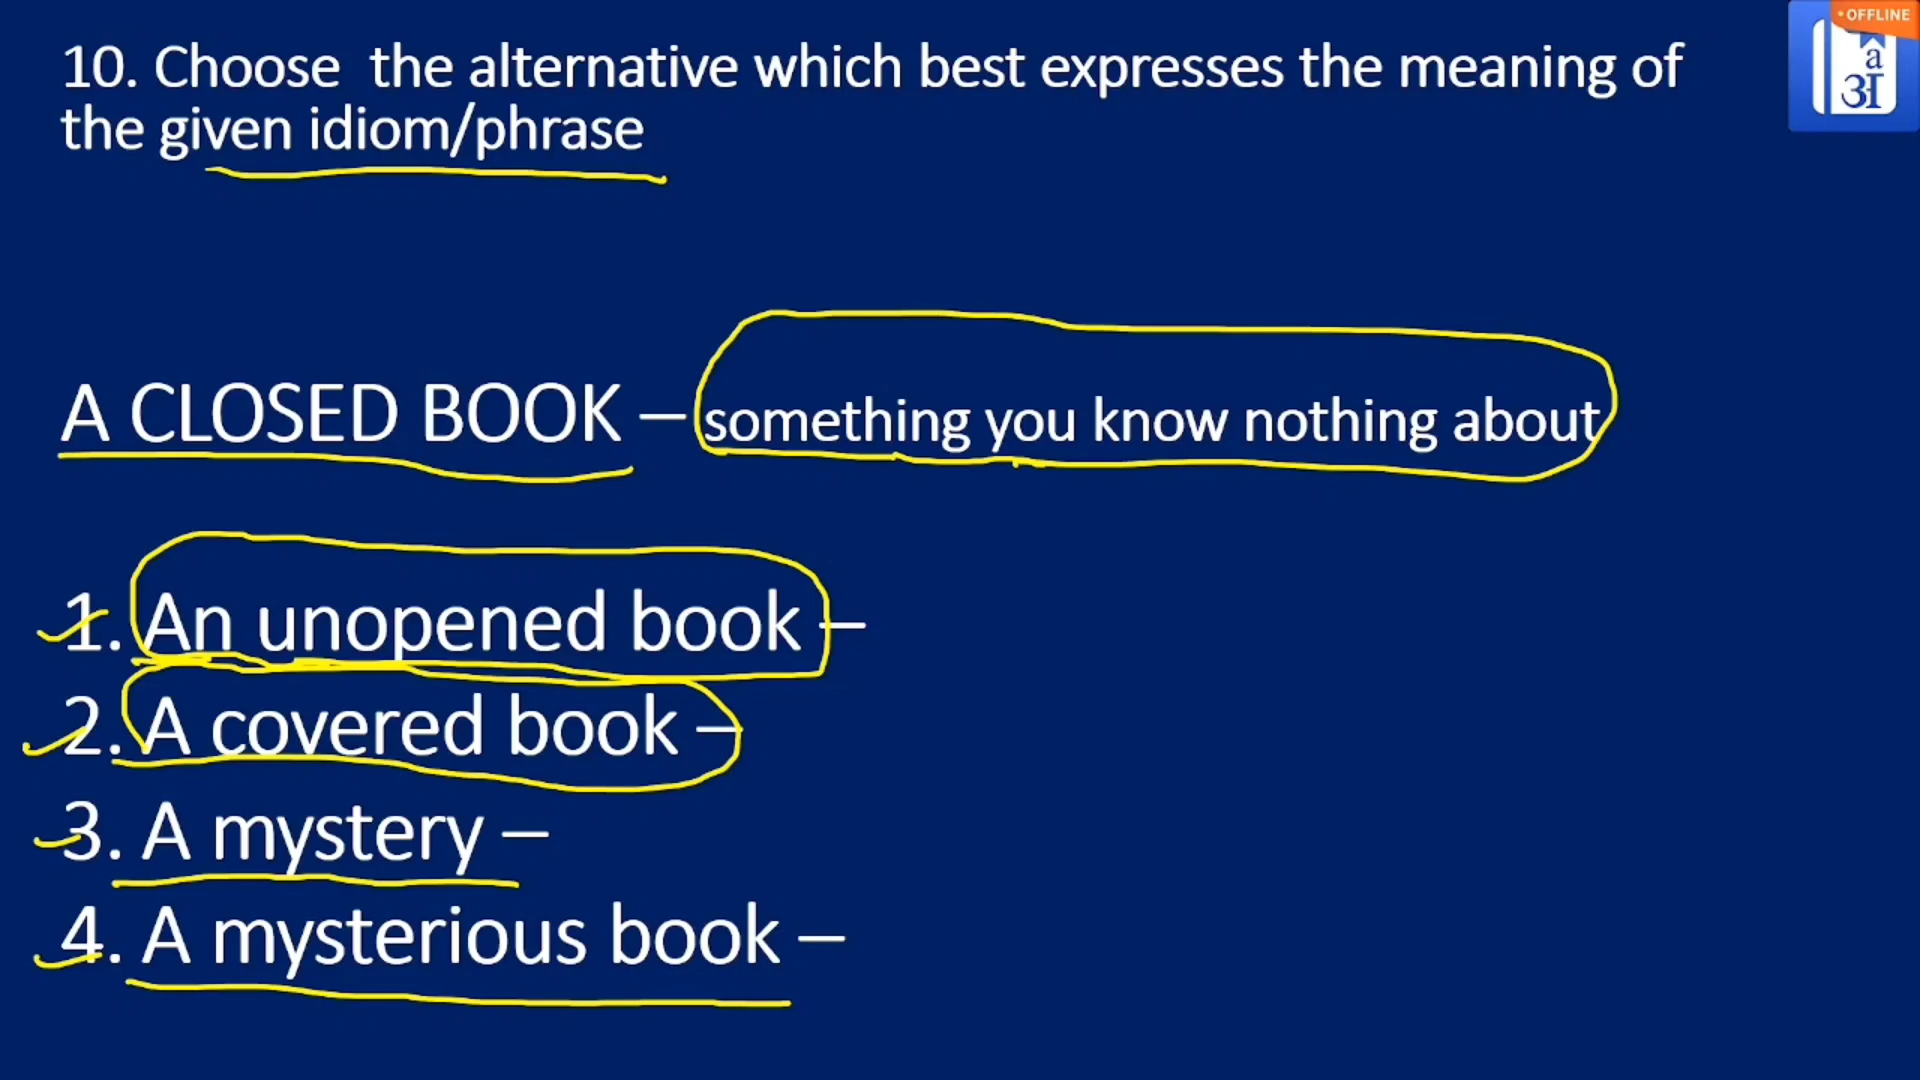 • OFFLINE
a
अ
10. Choose  the alternative which best expresses the meaning of
the given idiom/phrase
A CLOSED BOOK – something you know nothing about
1. An unopened book –
2. A covered book –
3. A mystery –
4. A mysterious book –